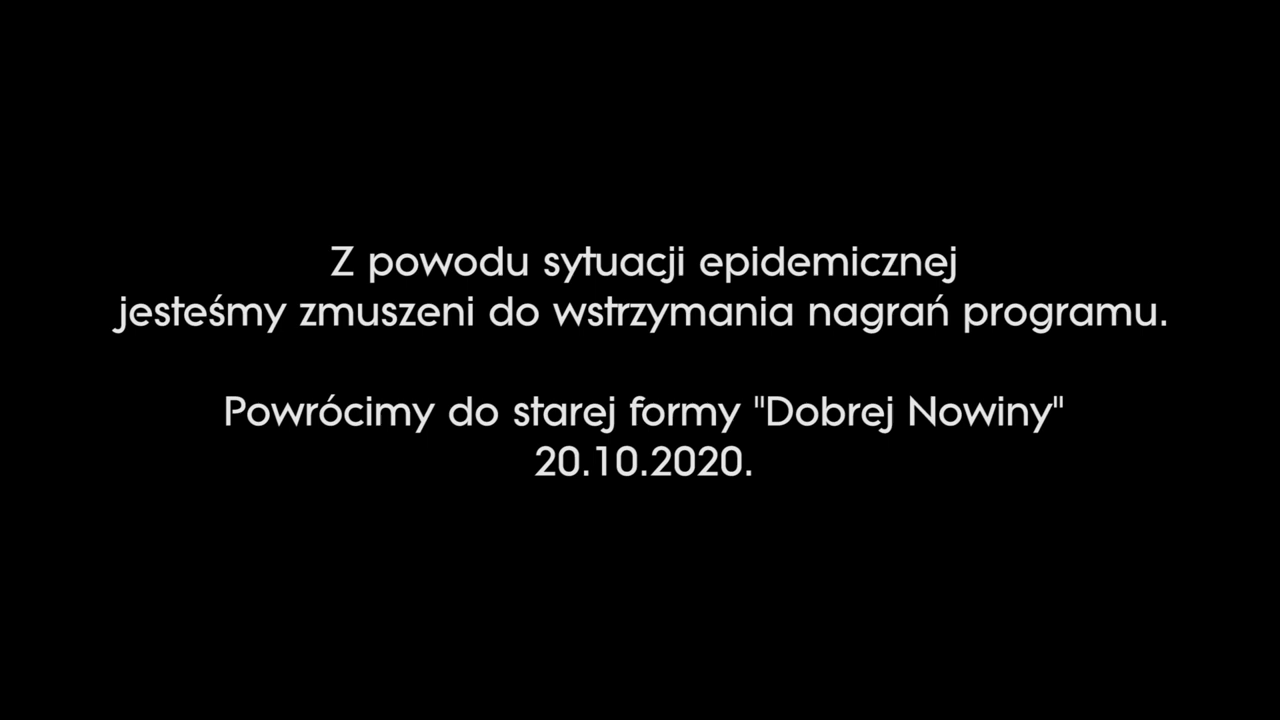 Z powodu sytuacji epidemicznej
jesteśmy zmuszeni do wstrzymania nagrań programu.
Powrócimy do starej formy "Dobrej Nowiny"
20.10.2020.